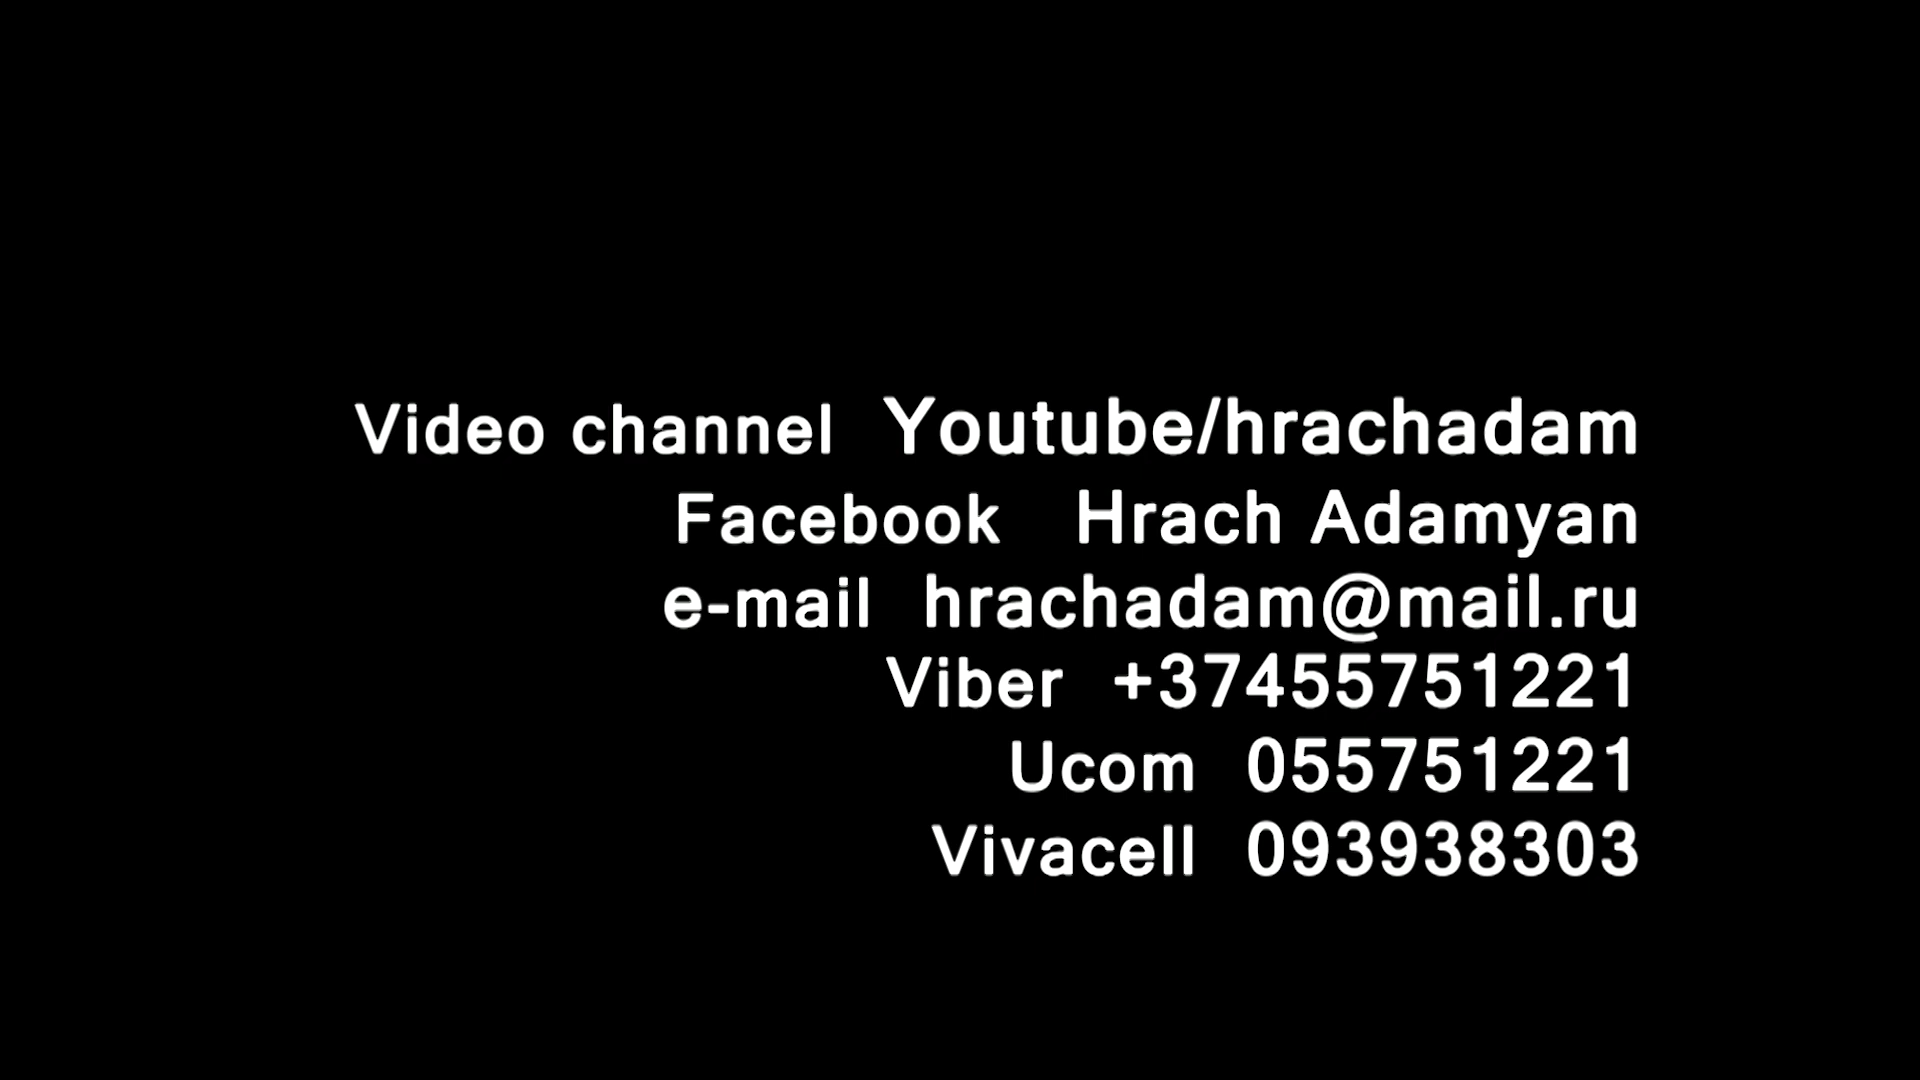 Video channel Youtube/hrachadam
Facebook Hrach Adamyan
e-mail hrachadam@mail.ru
Viber +37455751221
Ucom 055751221
Vivacell 093938303